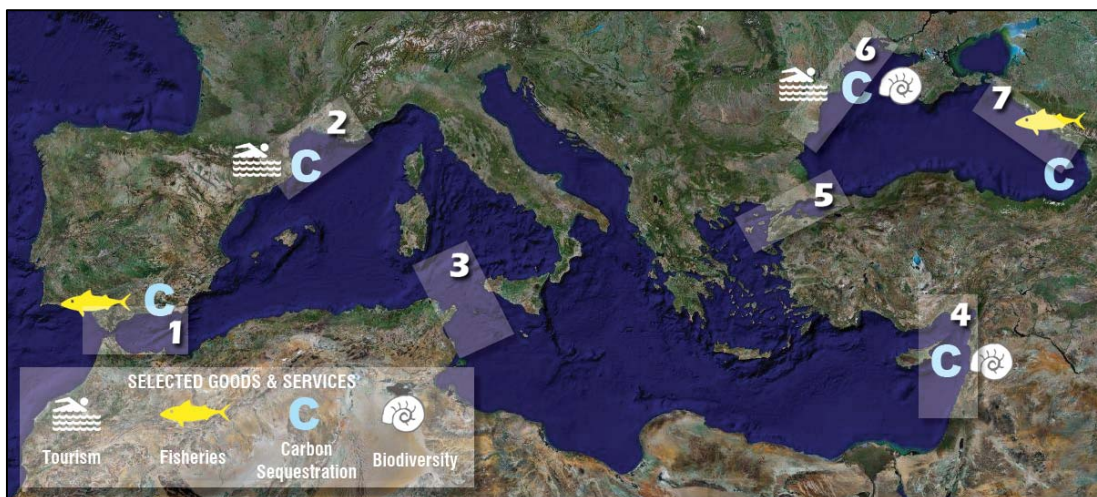 6
C
7
2
C
C
5
3
C
4
1
C
SELECTED GOODS & SERVICES
C
Tourism
Fisheries
Carbon
Sequestration
Biodiversity